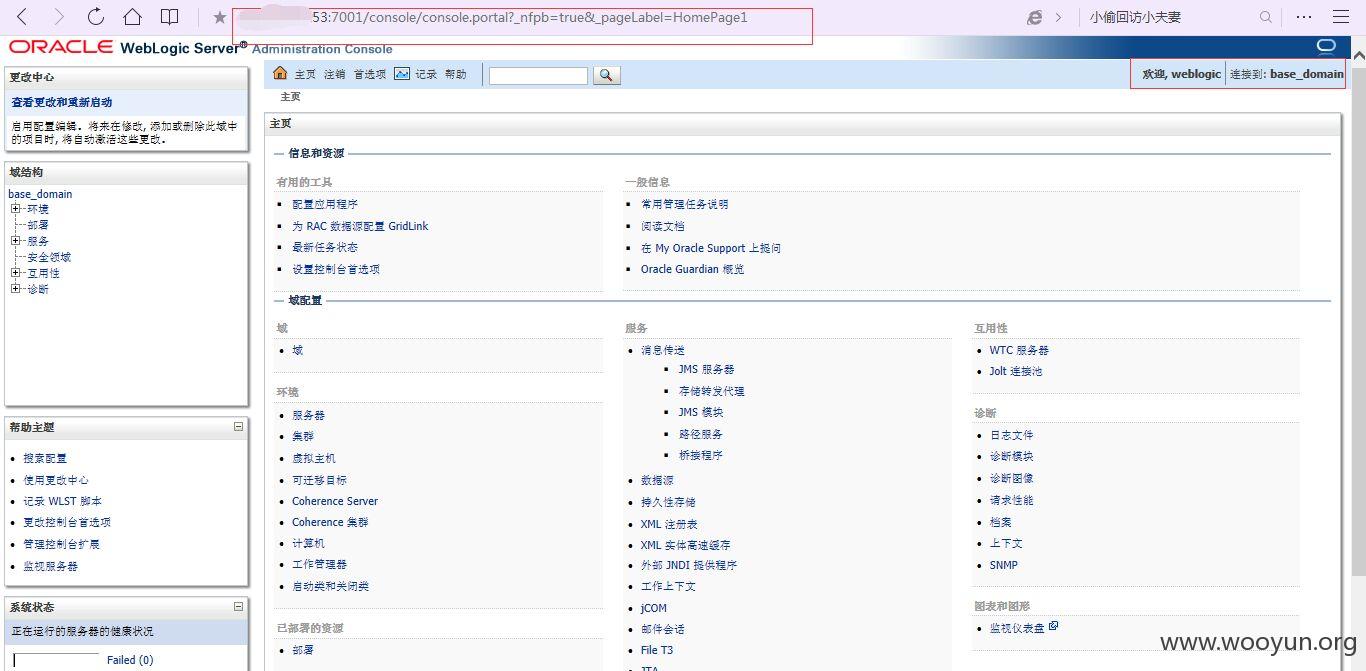 53:7001/console/console.portal?_nfpb=true&_pageLabel=HomePage1
小偷回访小夫妻
ORACLE WebLogic Server® Administration Console
更改中心
查看更改和重新启动
启用配置编辑。将来在修改, 添加或删除此域中
的项目时, 将自动激活这些更改。
域结构
base_domain
环境
部署
服务
安全领域
互用性
诊断
帮助主题
搜索配置
使用更改中心
记录 WLST 脚本
更改控制台首选项
管理控制台扩展
监视服务器
系统状态
正在运行的服务器的健康状况
Failed (0)
主页 注销 首选项 记录 帮助
欢迎, weblogic 连接到: base_domain
主页
主页
信息和资源
有用的工具
配置应用程序
为 RAC 数据源配置 GridLink
最新任务状态
设置控制台首选项
一般信息
常用管理任务说明
阅读文档
在 My Oracle Support 上提问
Oracle Guardian 概览
域配置
域
域
环境
服务器
集群
虚拟主机
可迁移目标
Coherence Server
Coherence 集群
计算机
工作管理器
启动类和关闭类
已部署的资源
部署
服务
消息传送
JMS 服务器
存储转发代理
JMS 模块
路径服务
桥接程序
数据源
持久性存储
XML 注册表
XML 实体高速缓存
外部 JNDI 提供程序
工作上下文
jCOM
邮件会话
File T3
JTA
互用性
WTC 服务器
Jolt 连接池
诊断
日志文件
诊断模块
诊断图像
请求性能
档案
上下文
SNMP
图表和图形
监视仪表盘
www.wooyun.org